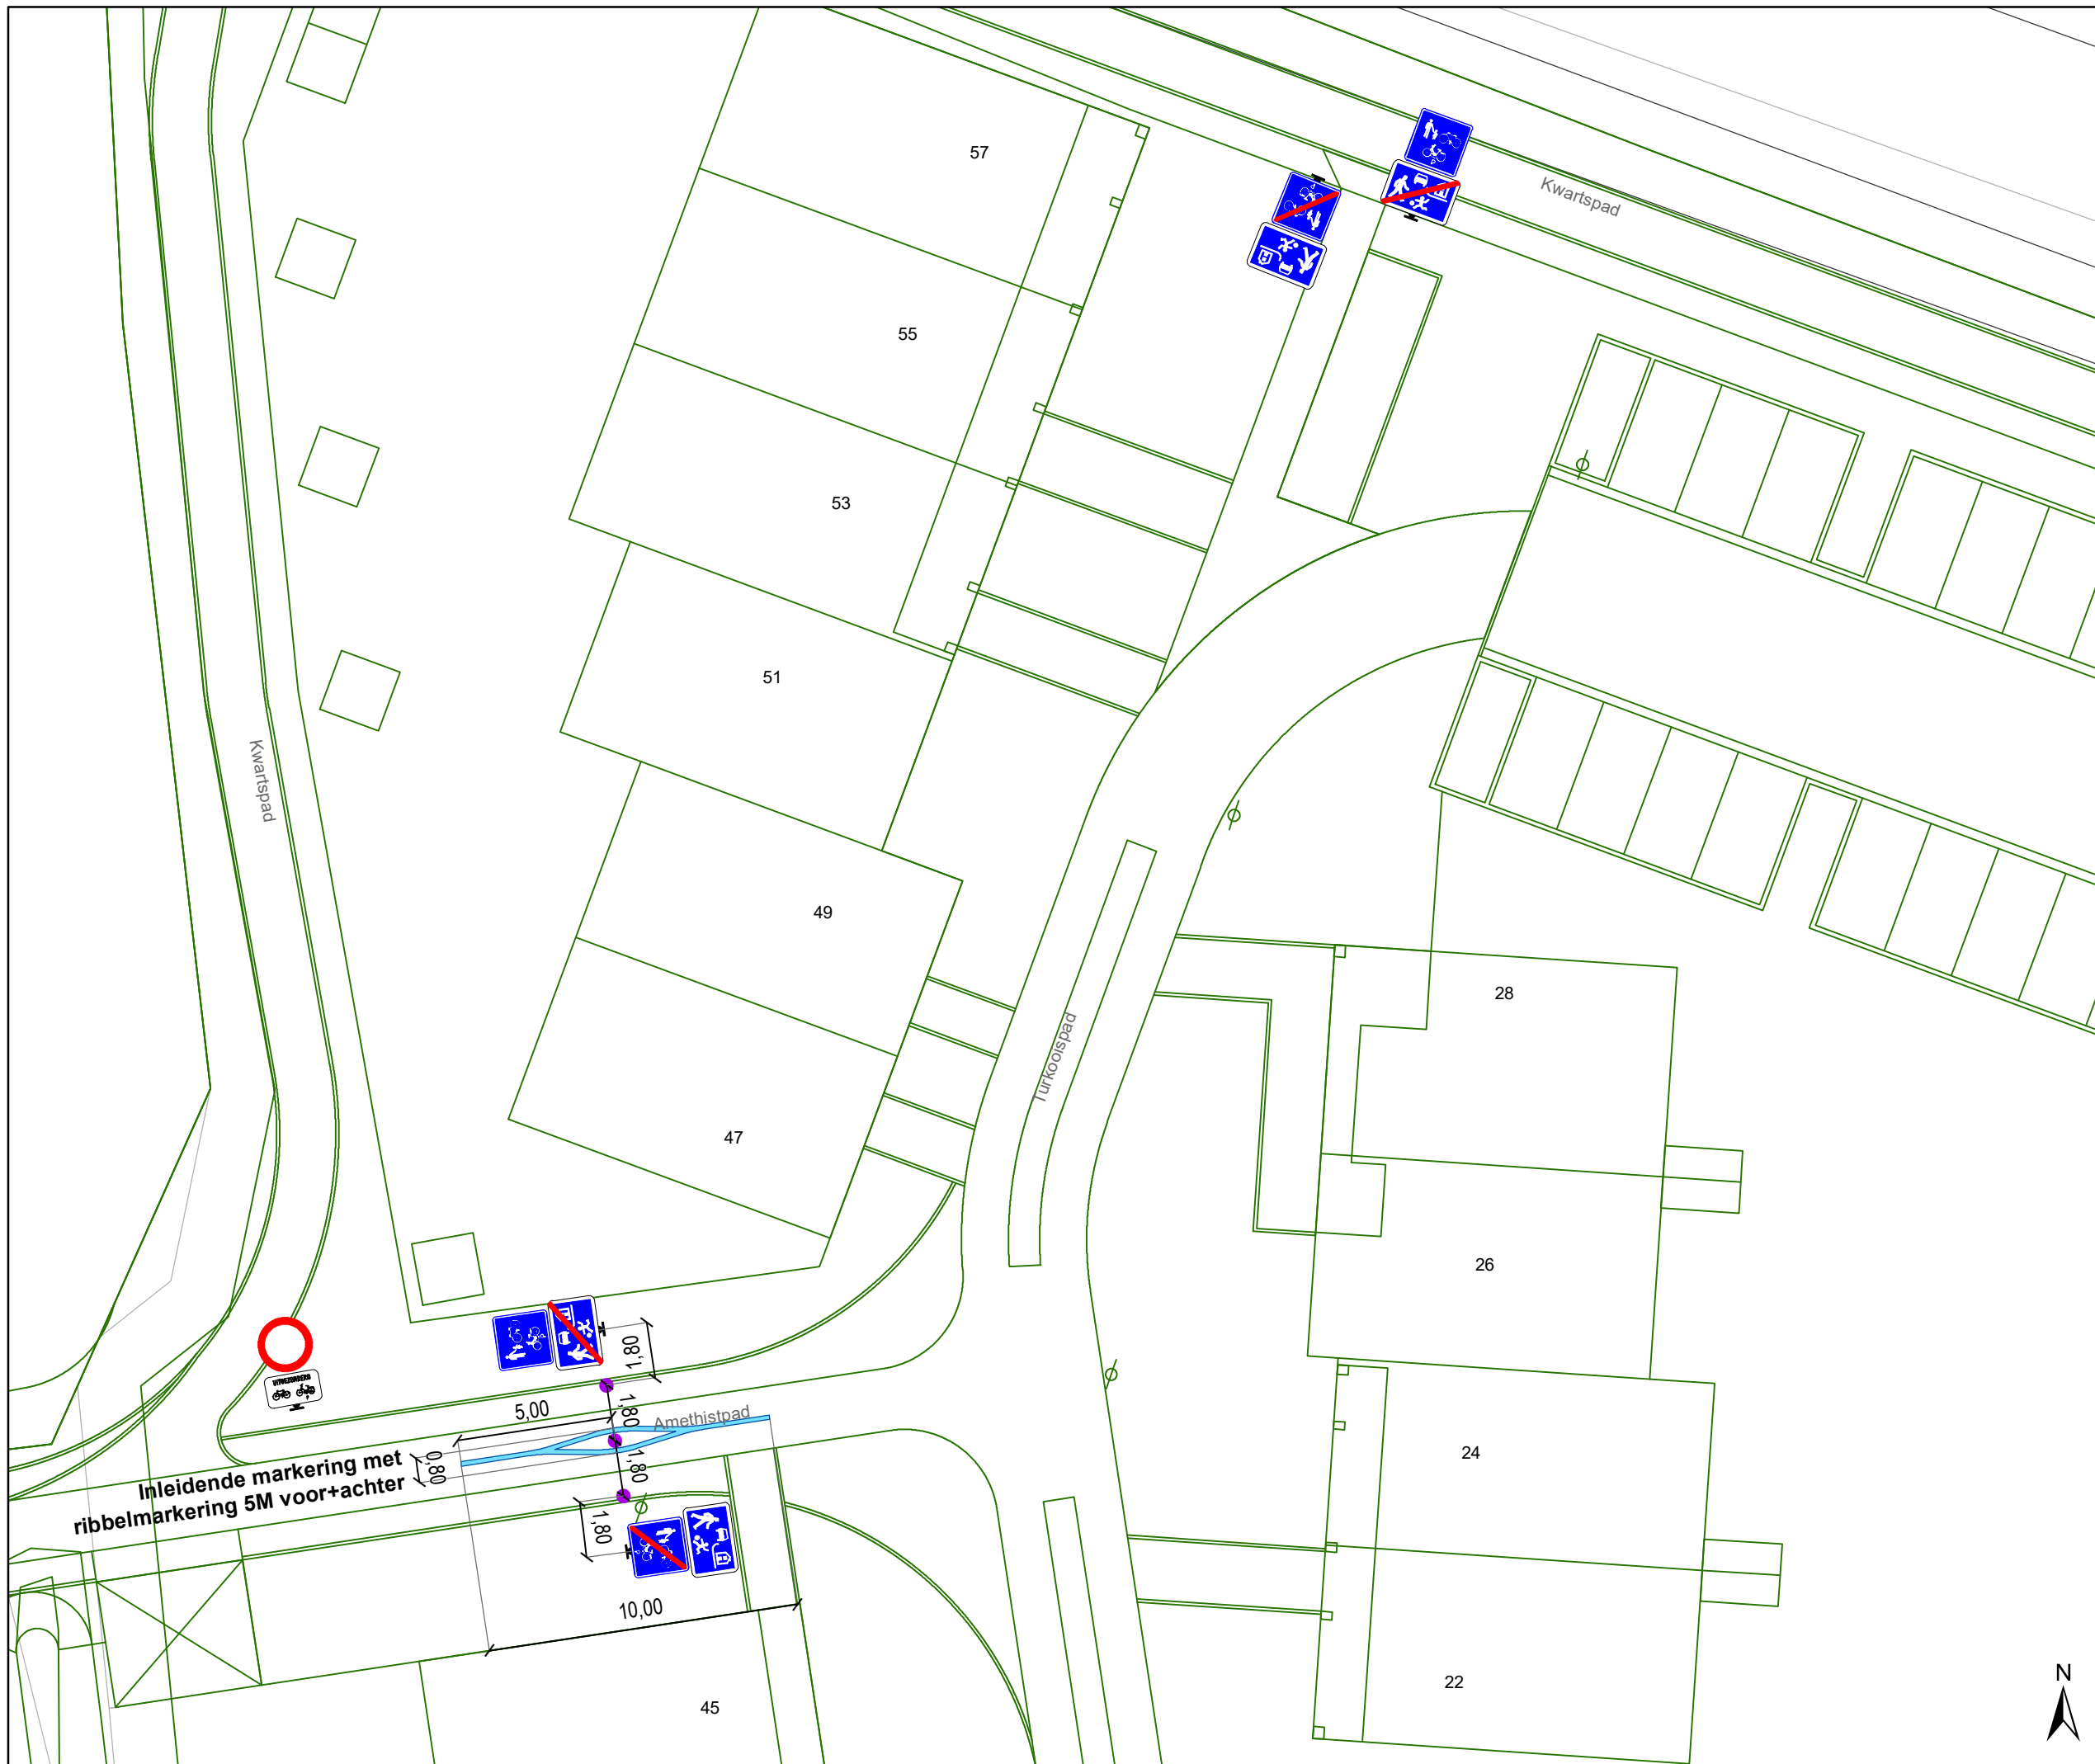 57
Kwartspad
55
53
51
Kwartspad
49
28
Turkooispad
47
26
1,80
UITGEZONDERD
P
5,00
1,80
Amethistpad
0,80
1,80
24
Inleidende markering met
ribbelmarkering 5M voor+achter
1,80
10,00
N
22
45